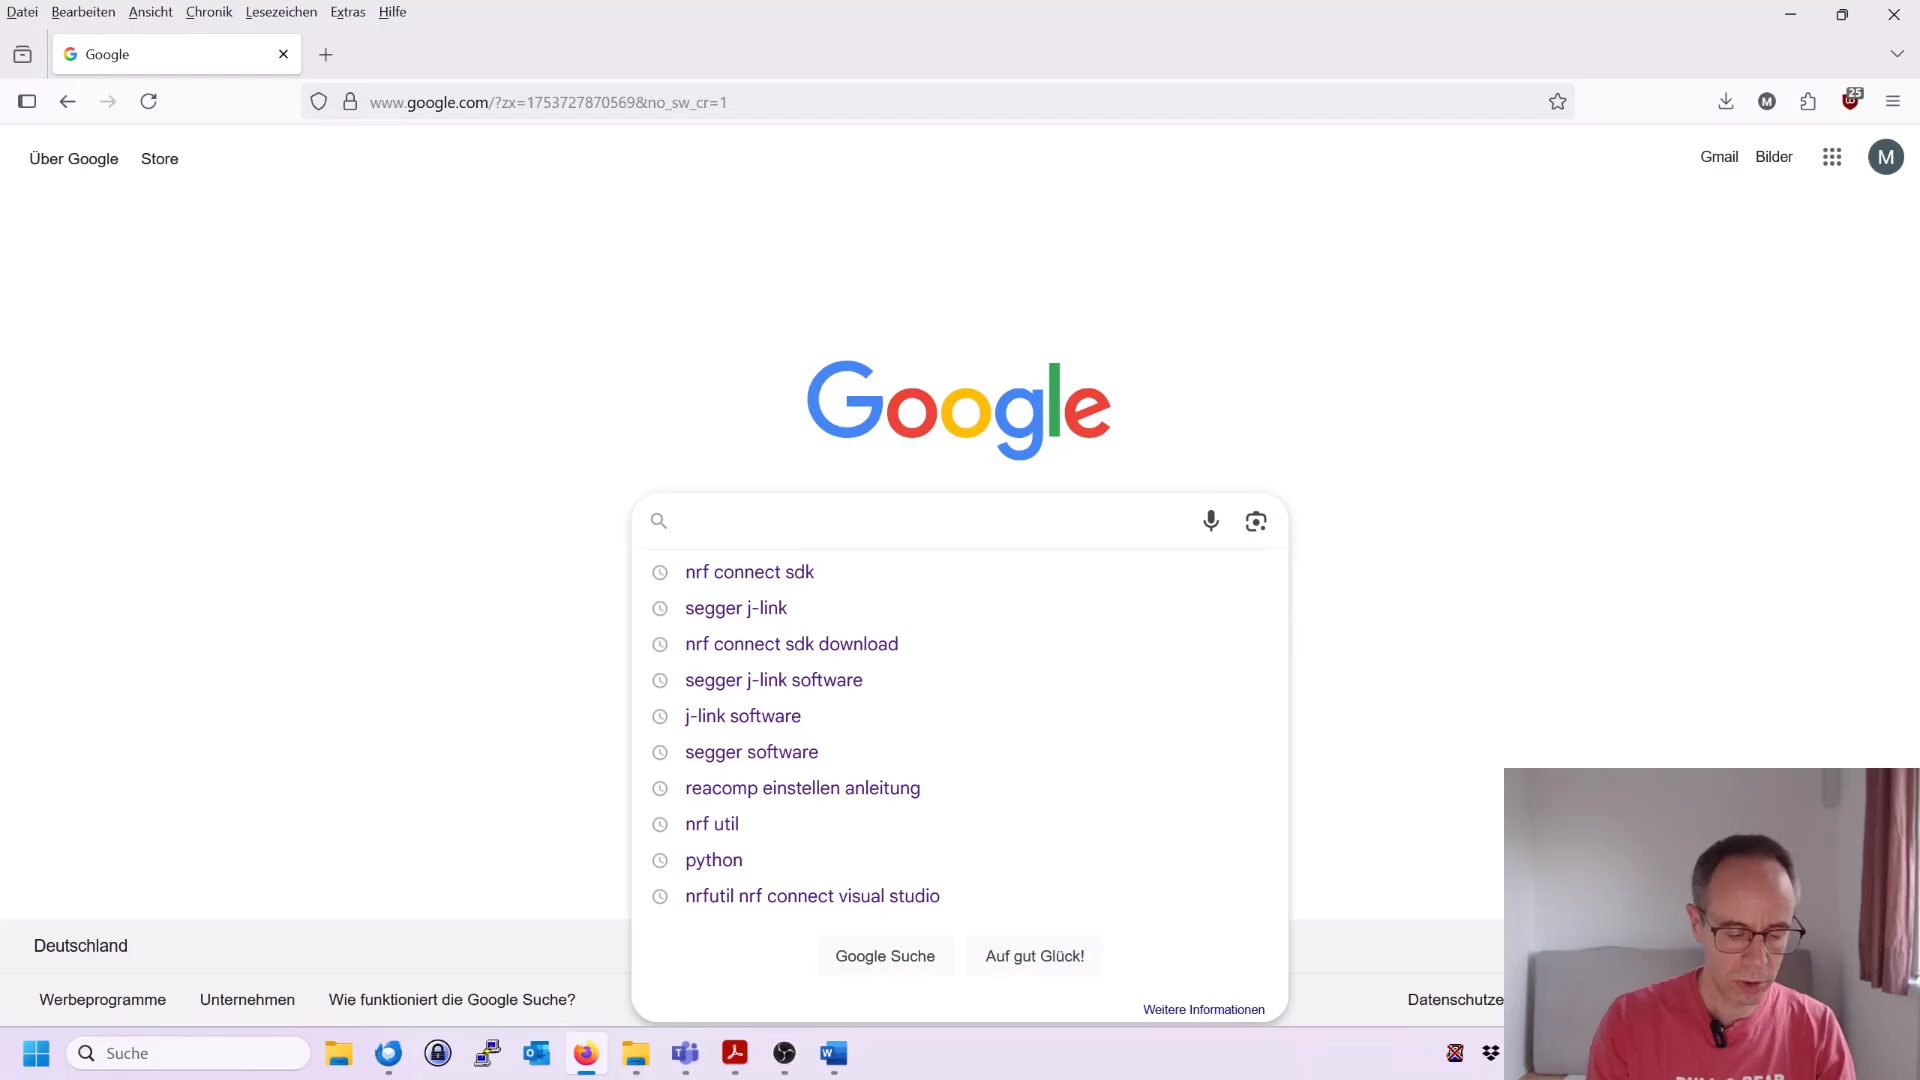 Datei Bearbeiten Ansicht Chronik Lesezeichen Extras Hilfe
Google
www.google.com/?zx=1753727870569&no_sw_cr=1
M
25
Über Google Store
Gmail Bilder
M
Google
nrf connect sdk
segger j-link
nrf connect sdk download
segger j-link software
j-link software
segger software
reacomp einstellen anleitung
nrf util
python
nrfutil nrf connect visual studio
Google Suche Auf gut Glück!
Weitere Informationen
Deutschland
Werbeprogramme Unternehmen Wie funktioniert die Google Suche?
Datenschutze
Suche